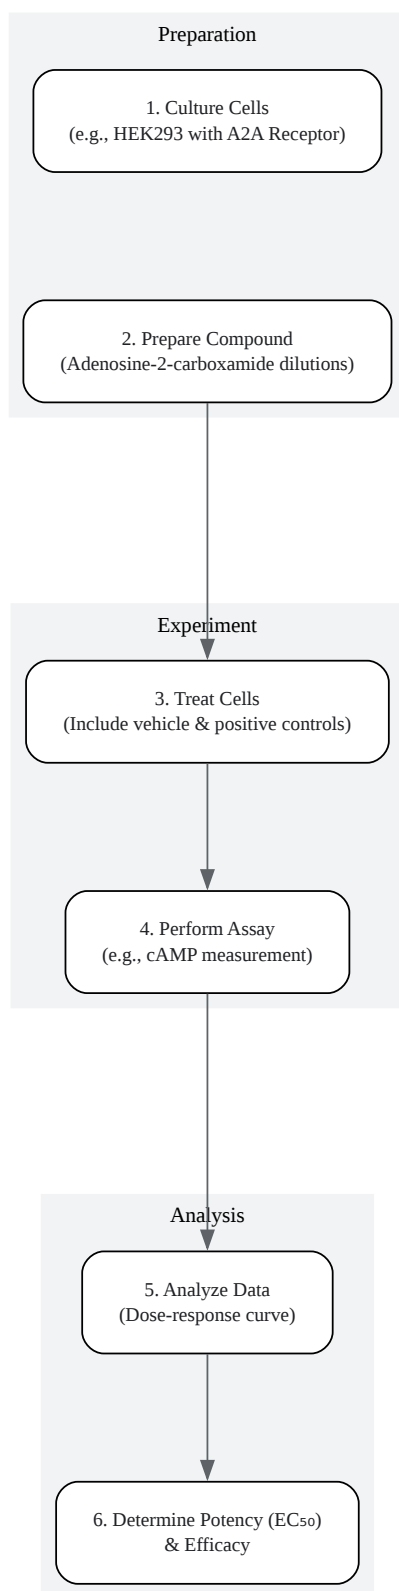 Preparation
1. Culture Cells
(e.g., HEK293 with A2A Receptor)
2. Prepare Compound
(Adenosine-2-carboxamide dilutions)
Experiment
3. Treat Cells
(Include vehicle & positive controls)
4. Perform Assay
(e.g., cAMP measurement)
Analysis
5. Analyze Data
(Dose-response curve)
6. Determine Potency (EC₅₀)
& Efficacy